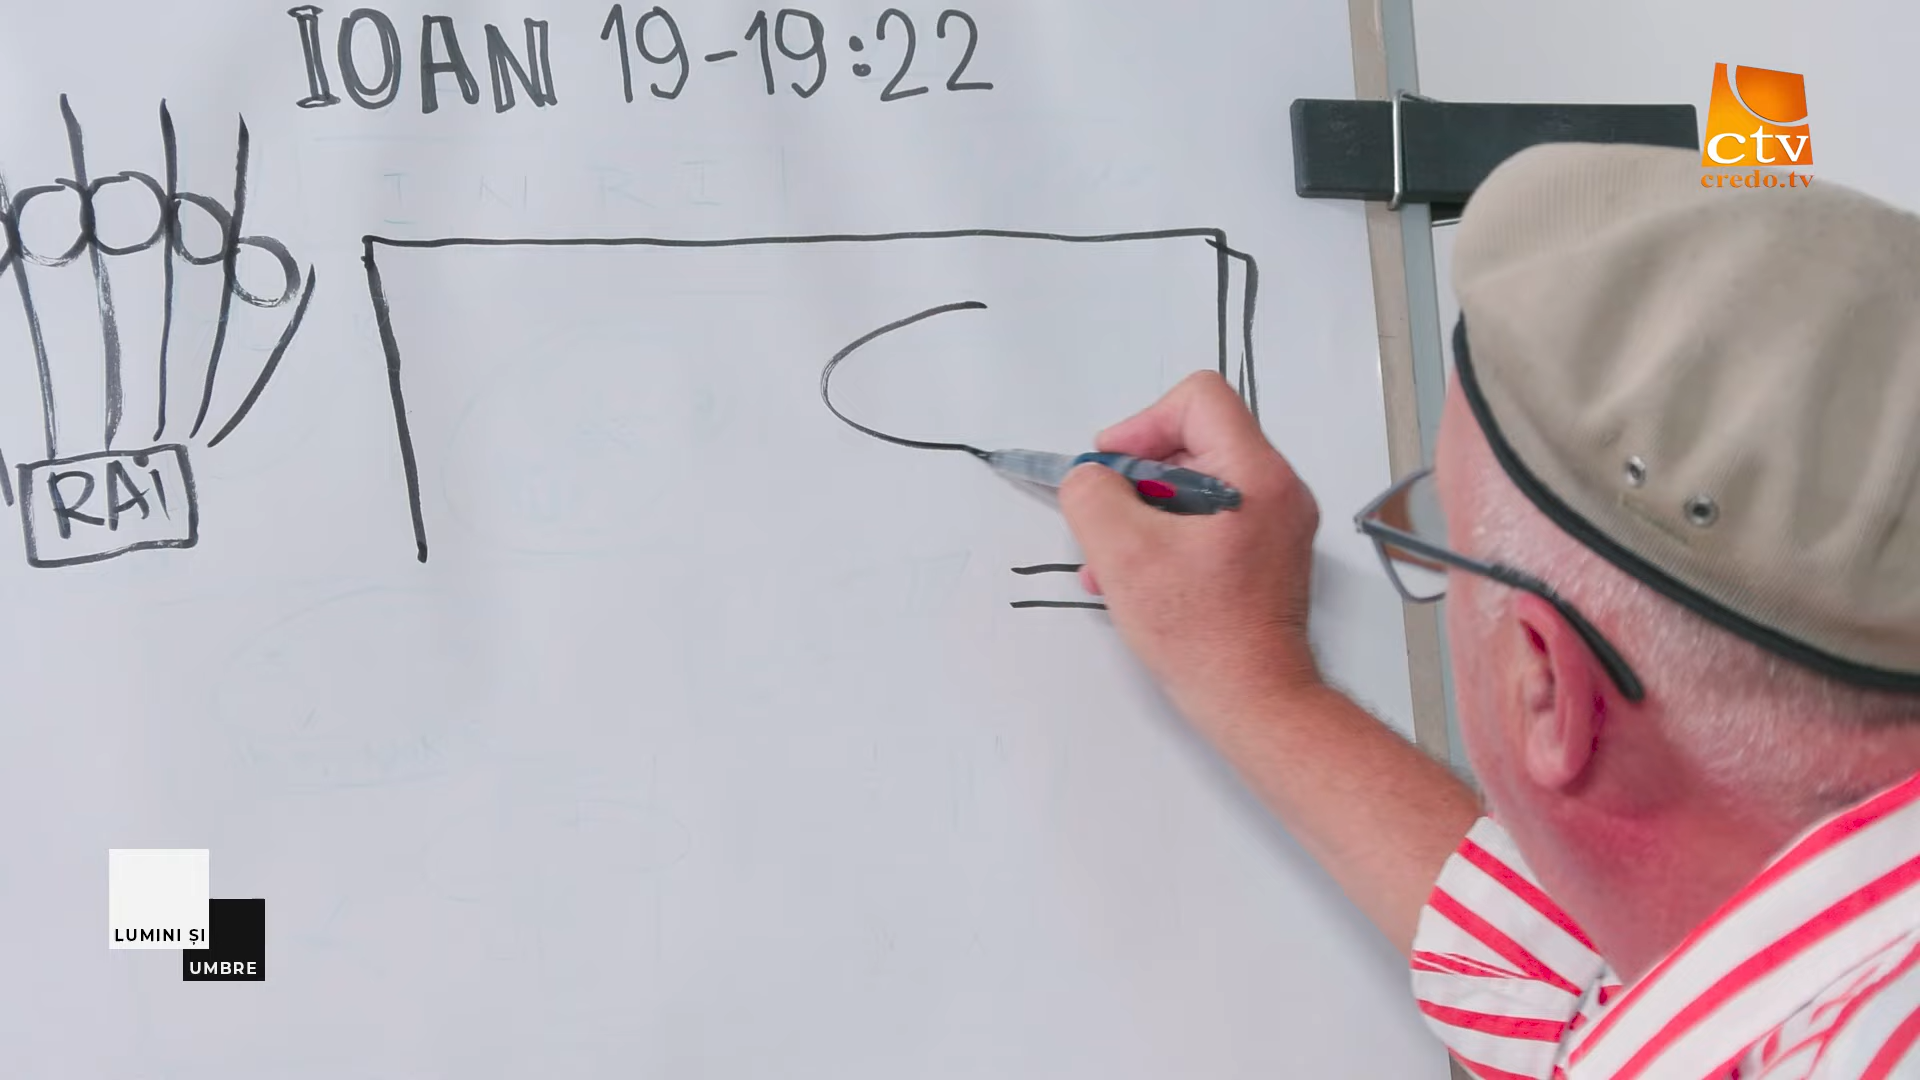 IOAN 19-19:22
I N R I
RAi
ctv
credo.tv
LUMINI ȘI
UMBRE